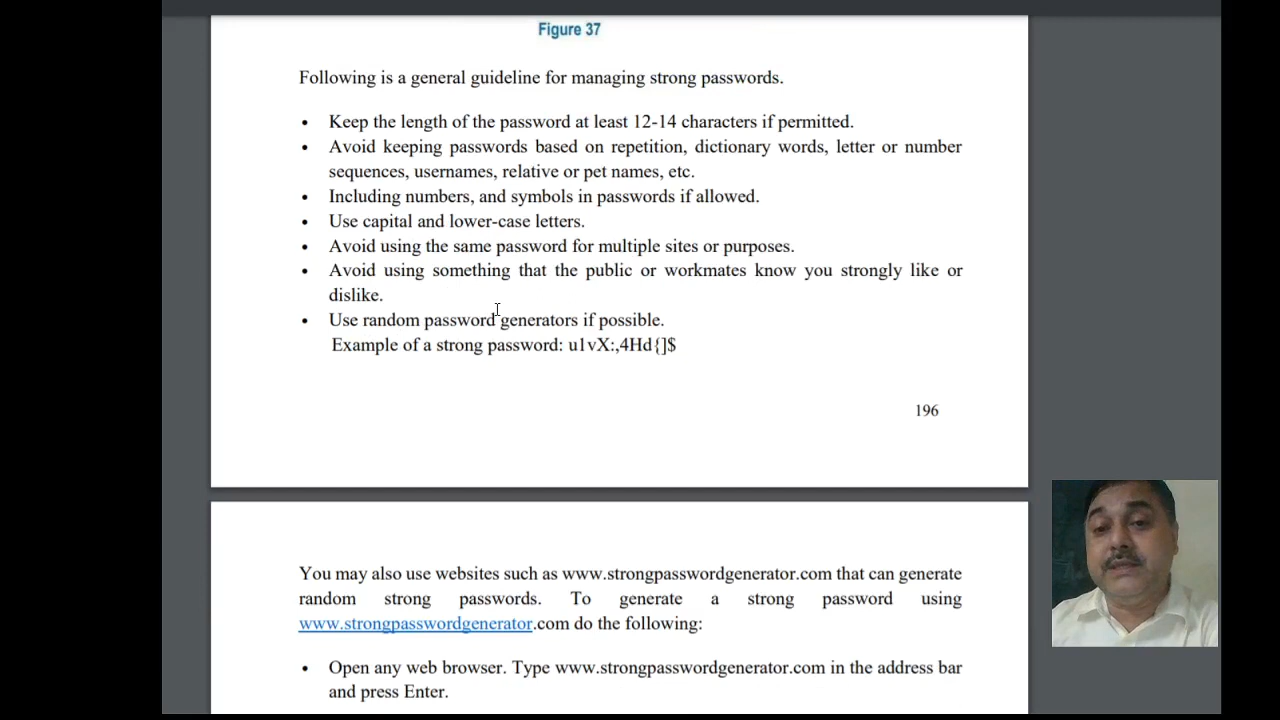 Figure 37
Following is a general guideline for managing strong passwords.
• Keep the length of the password at least 12-14 characters if permitted.
• Avoid keeping passwords based on repetition, dictionary words, letter or number
sequences, usernames, relative or pet names, etc.
• Including numbers, and symbols in passwords if allowed.
• Use capital and lower-case letters.
• Avoid using the same password for multiple sites or purposes.
• Avoid using something that the public or workmates know you strongly like or
dislike.
• Use random password generators if possible.
Example of a strong password: u1vX:,4Hd{]$
196
You may also use websites such as www.strongpasswordgenerator.com that can generate
random strong passwords. To generate a strong password using
www.strongpasswordgenerator.com do the following:
• Open any web browser. Type www.strongpasswordgenerator.com in the address bar
and press Enter.